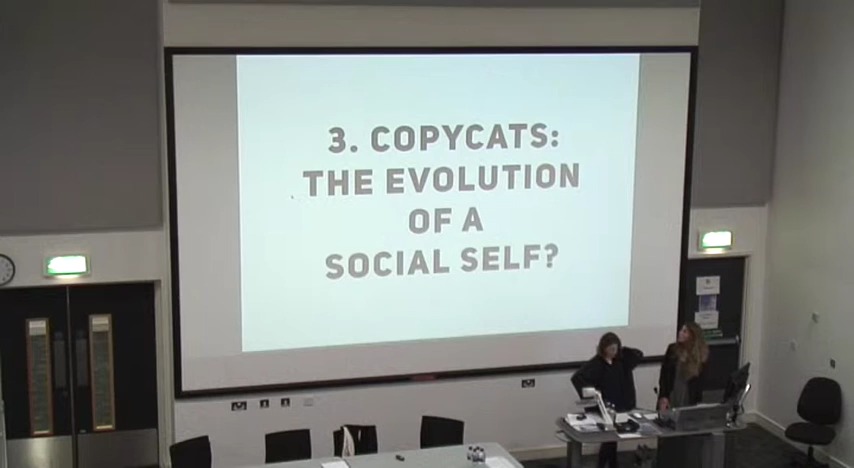 3. COPYCATS:
THE EVOLUTION
OF A
SOCIAL SELF?